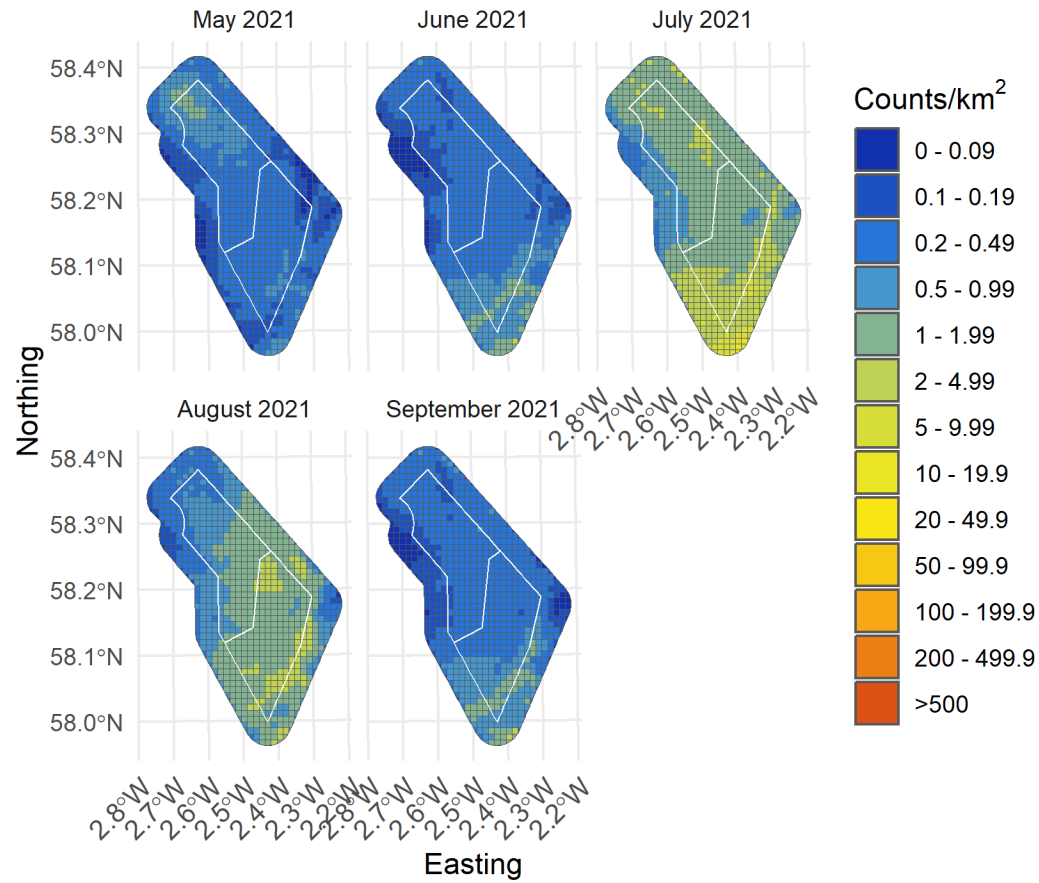 May 2021
June 2021
July 2021
58.4°N
58.3°N
58.2°N
58.1°N
58.0°N
2.8°W
2.7°W
2.6°W
2.5°W
2.4°W
2.3°W
2.2°W
August 2021
September 2021
58.4°N
58.3°N
58.2°N
58.1°N
58.0°N
2.8°W
2.7°W
2.6°W
2.5°W
2.4°W
2.3°W
2.2°W
2.8°W
2.7°W
2.6°W
2.5°W
2.4°W
2.3°W
2.2°W
Northing
Easting
Counts/km²
0 - 0.09
0.1 - 0.19
0.2 - 0.49
0.5 - 0.99
1 - 1.99
2 - 4.99
5 - 9.99
10 - 19.9
20 - 49.9
50 - 99.9
100 - 199.9
200 - 499.9
>500